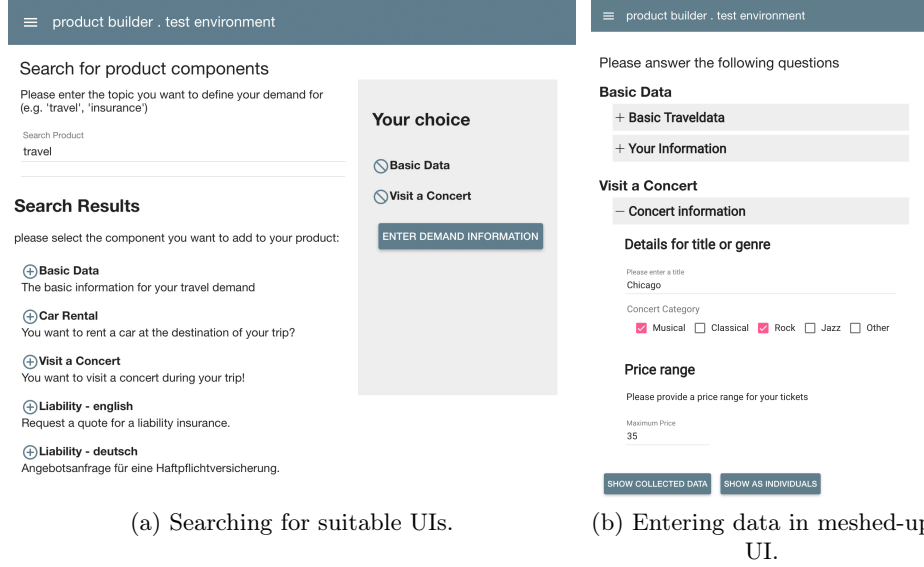 product builder . test environment
Search for product components
Please enter the topic you want to define your demand for
(e.g. 'travel', 'insurance')
Search Product
travel
Search Results
please select the component you want to add to your product:
Basic Data
The basic information for your travel demand
Car Rental
You want to rent a car at the destination of your trip?
Visit a Concert
You want to visit a concert during your trip!
Liability - english
Request a quote for a liability insurance.
Liability - deutsch
Angebotsanfrage für eine Haftpflichtversicherung.
Your choice
Basic Data
Visit a Concert
ENTER DEMAND INFORMATION
(a) Searching for suitable UIs.
product builder . test environment
Please answer the following questions
Basic Data
+ Basic Traveldata
+ Your Information
Visit a Concert
− Concert information
Details for title or genre
Please enter a title
Chicago
Concert Category
Musical Classical Rock Jazz Other
Price range
Please provide a price range for your tickets
Maximum Price
35
SHOW COLLECTED DATA SHOW AS INDIVIDUALS
(b) Entering data in meshed-up
UI.